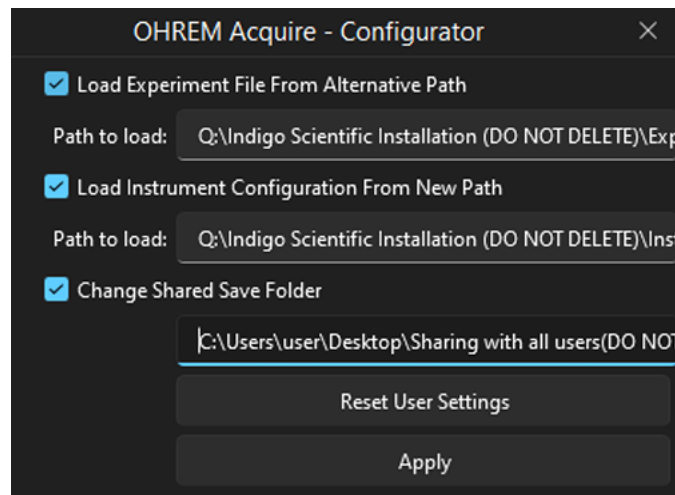 OHREM Acquire - Configurator
Load Experiment File From Alternative Path
Path to load: Q:\Indigo Scientific Installation (DO NOT DELETE)\Exp
Load Instrument Configuration From New Path
Path to load: Q:\Indigo Scientific Installation (DO NOT DELETE)\Ins
Change Shared Save Folder
C:\Users\user\Desktop\Sharing with all users(DO NOT
Reset User Settings
Apply